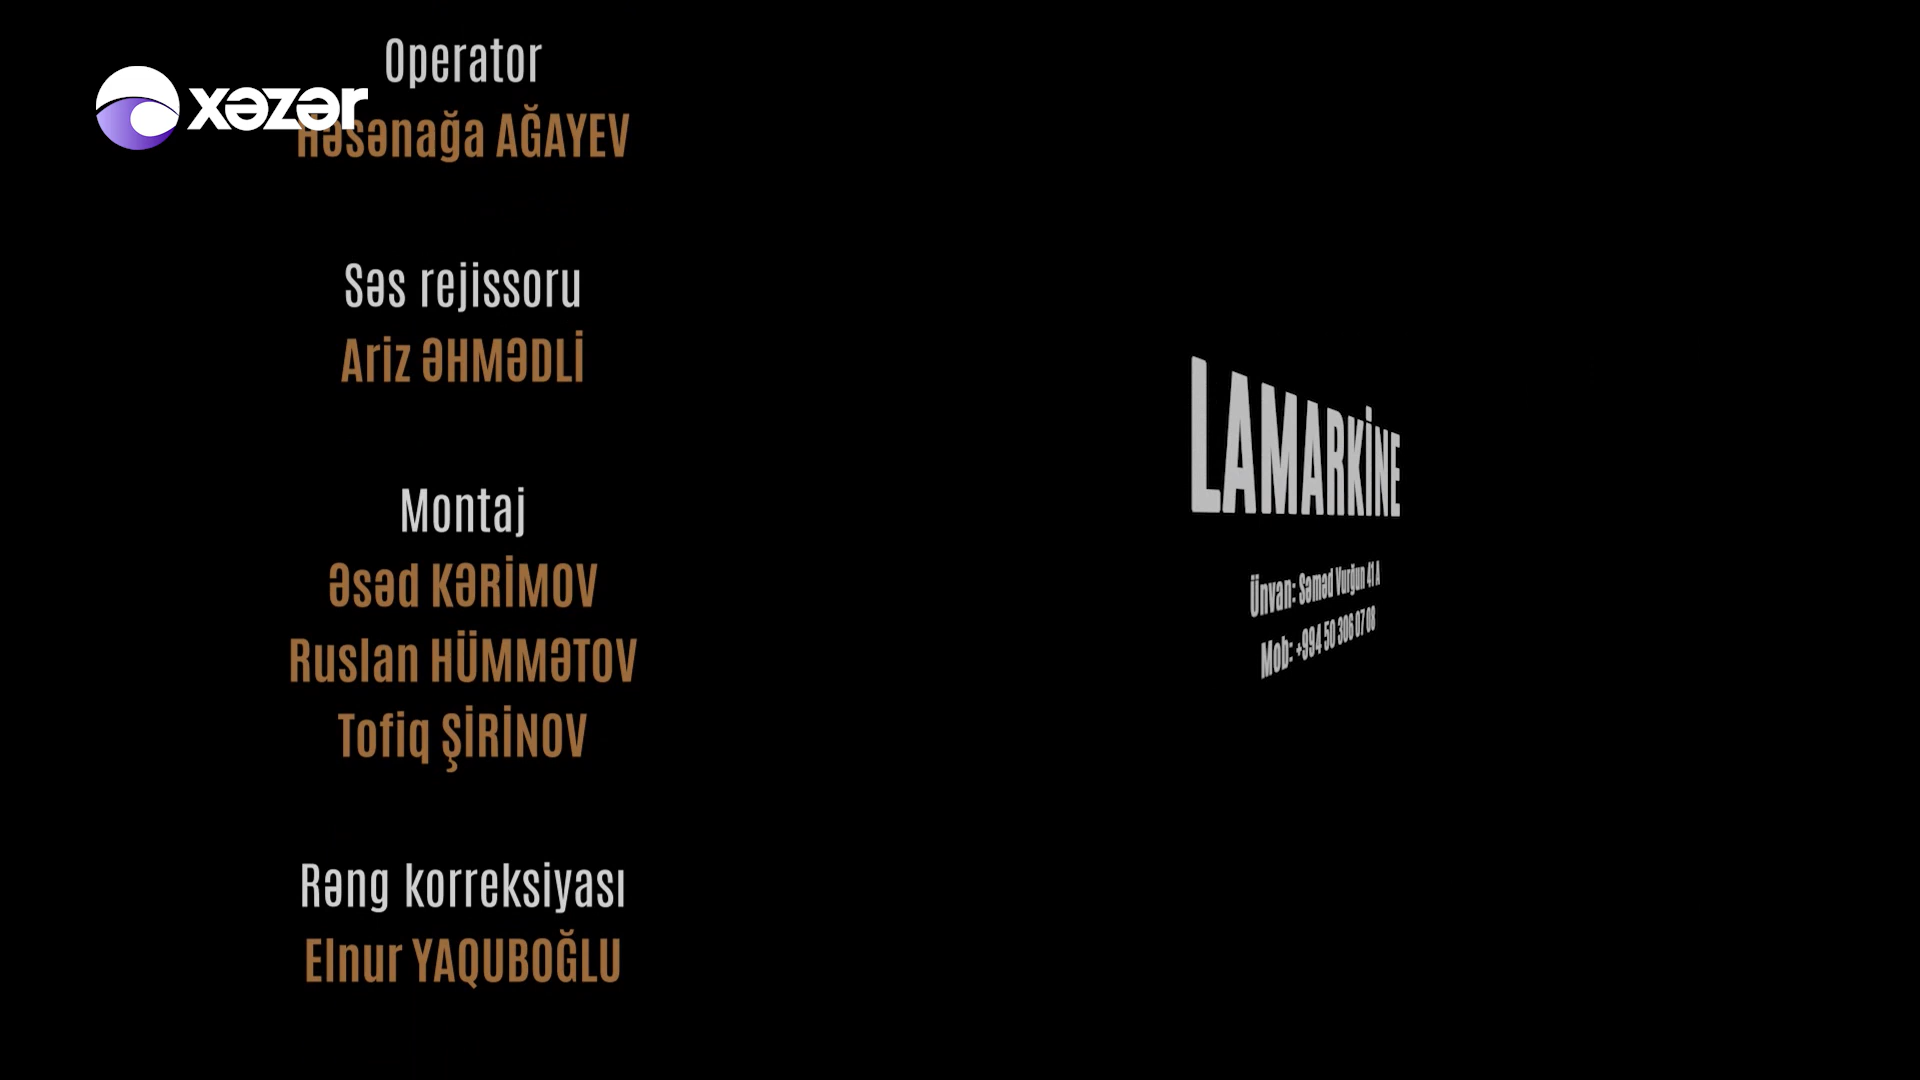 xəzər
Operator
Həsənağa AĞAYEV
Səs rejissoru
Ariz ƏHMƏDLİ
Montaj
Əsəd KƏRİMOV
Ruslan HÜMMƏTOV
Tofiq ŞİRİNOV
Rəng korreksiyası
Elnur YAQUBOĞLU
LAMARKİNE
Ünvan: Səməd Vurğun 41 A
Mob: +994 50 306 07 08